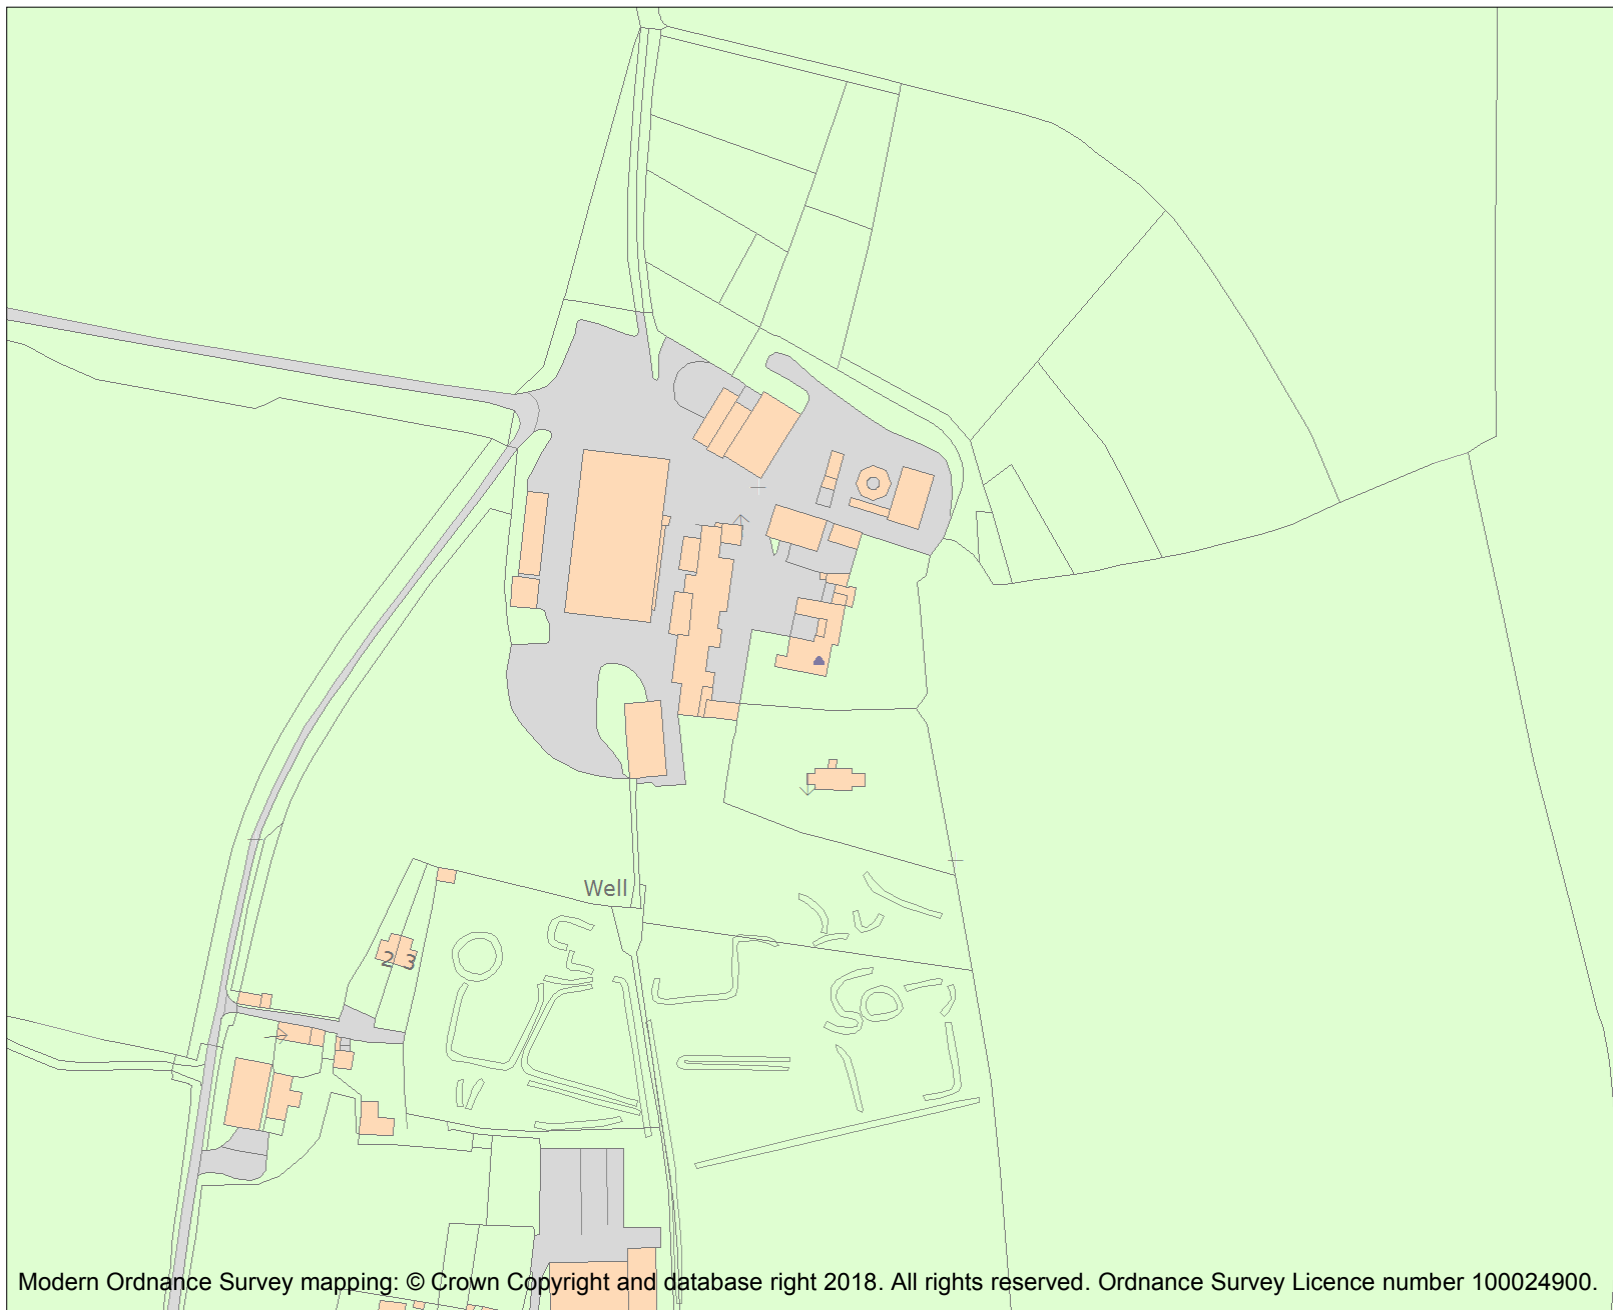 Well
2 3
Modern Ordnance Survey mapping: © Crown Copyright and database right 2018. All rights reserved. Ordnance Survey Licence number 100024900.